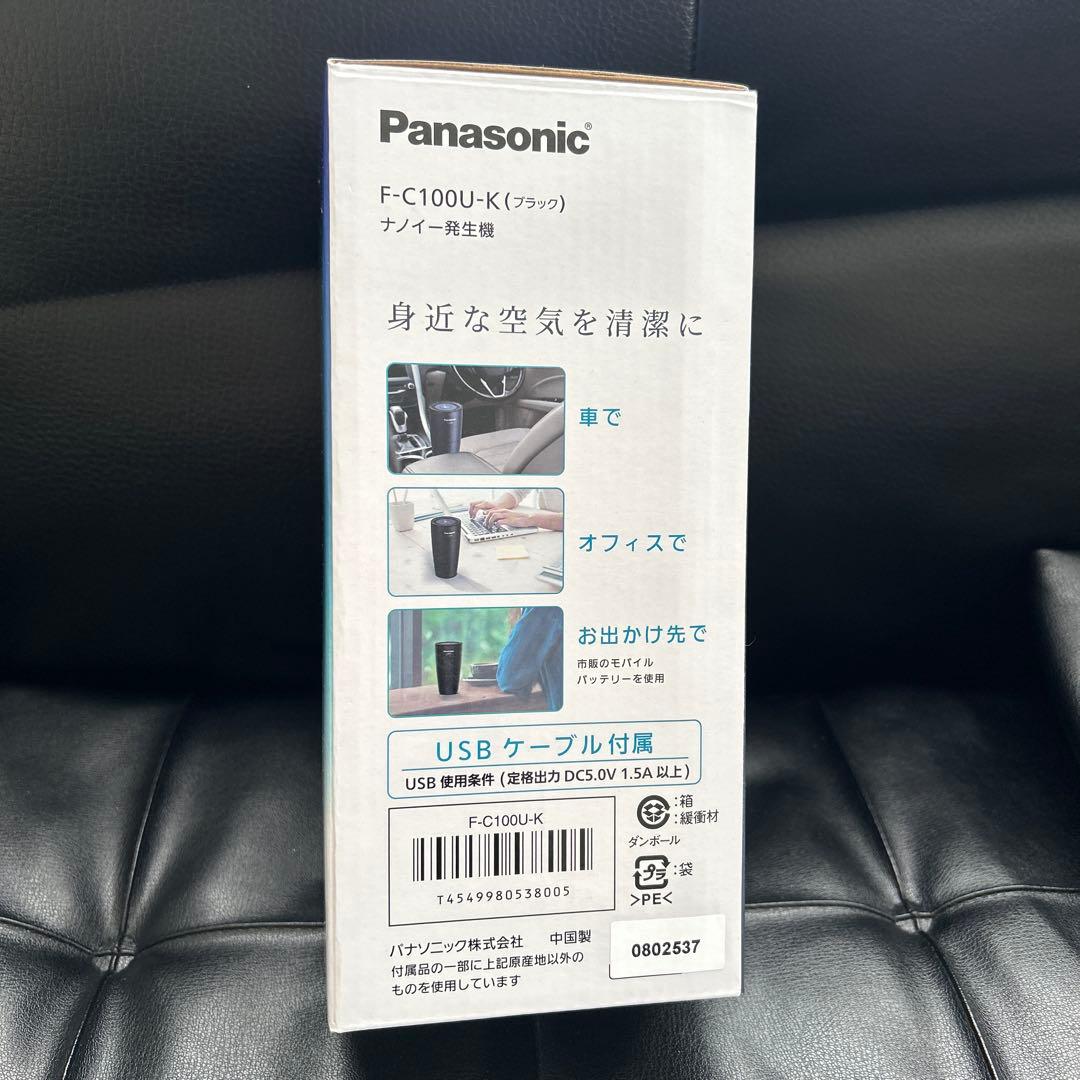 Panasonic®
F-C100U-K(ブラック)
ナノイー発生機
身近な空気を清潔に
車で
オフィスで
お出かけ先で
市販のモバイル
バッテリーを使用
USB ケーブル付属
USB 使用条件 (定格出力 DC5.0V 1.5A 以上)
F-C100U-K
T4549980538005
:箱
:緩衝材
ダンボール
プラ
:袋
>PE<
パナソニック株式会社 中国製
付属品の一部に上記原産地以外の
ものを使用しています
0802537